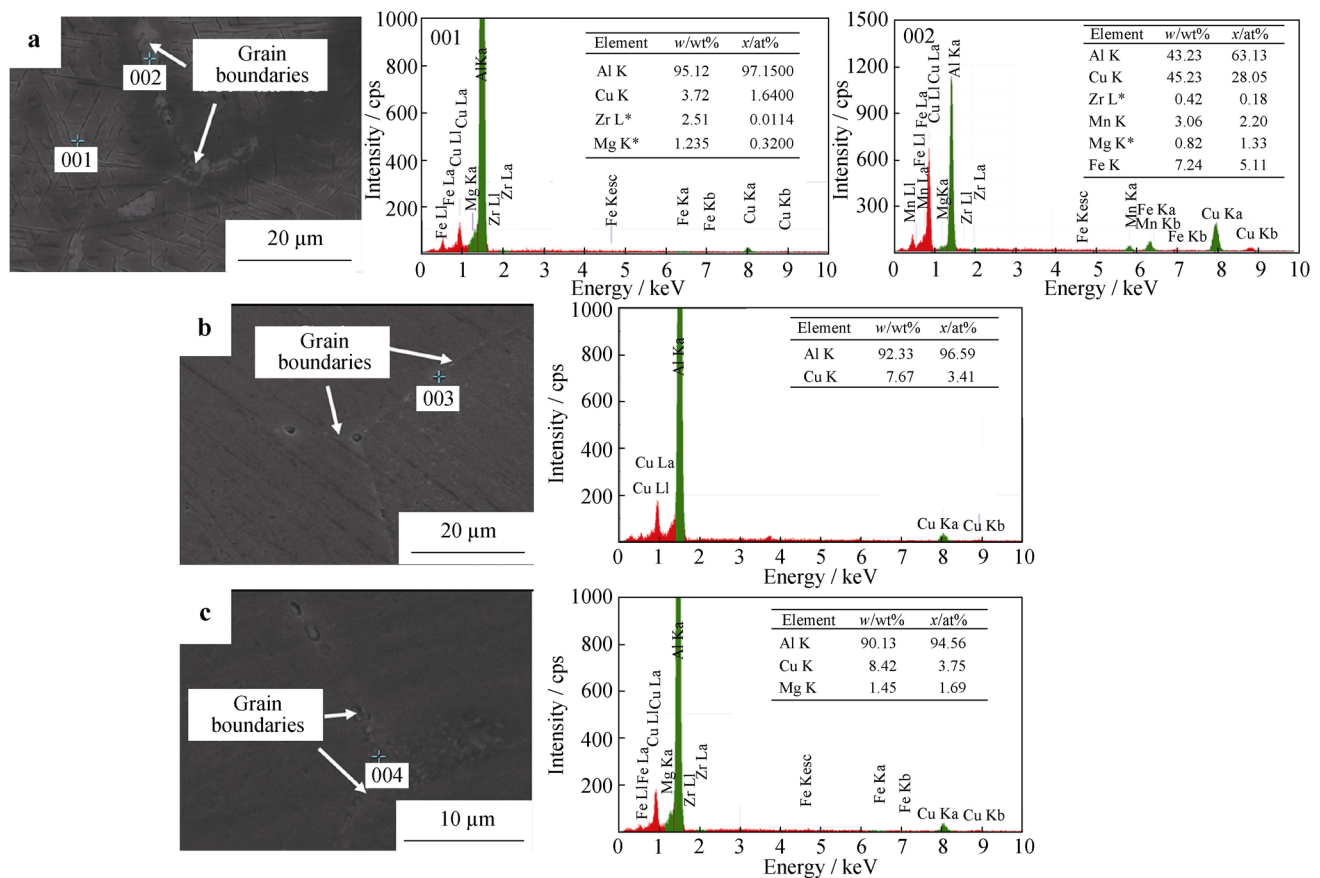 a
Grain
boundaries
002
001
20 μm
Intensity / cps
1000
800
600
400
200
001
Element w/wt% x/at%
Al K 95.12 97.1500
Cu K 3.72 1.6400
Zr L* 2.51 0.0114
Mg K* 1.235 0.3200
Fe Ll
Fe La
Cu Ll
Cu La
Mg Ka
Al Ka
Zr Ll
Zr La
Fe Kesc
Fe Ka
Fe Kb
Cu Ka
Cu Kb
0 1 2 3 4 5 6 7 8 9 10
Energy / keV
Intensity / cps
1500
1200
900
600
300
002
Element w/wt% x/at%
Al K 43.23 63.13
Cu K 45.23 28.05
Zr L* 0.42 0.18
Mn K 3.06 2.20
Mg K* 0.82 1.33
Fe K 7.24 5.11
Mn Ll
Mn La
Fe Ll
Fe La
Cu Ll
Cu La
MgKa
Al Ka
Zr Ll
Zr La
Fe Kesc
Mn Ka
Fe Ka
Mn Kb
Fe Kb
Cu Ka
Cu Kb
0 1 2 3 4 5 6 7 8 9 10
Energy / keV
b
Grain
boundaries
003
20 μm
Intensity / cps
1000
800
600
400
200
Element w/wt% x/at%
Al K 92.33 96.59
Cu K 7.67 3.41
Al Ka
Cu La
Cu Ll
Cu Ka Cu Kb
0 1 2 3 4 5 6 7 8 9 10
Energy / keV
c
Grain
boundaries
004
10 μm
Intensity / cps
1000
800
600
400
200
Element w/wt% x/at%
Al K 90.13 94.56
Cu K 8.42 3.75
Mg K 1.45 1.69
Fe Ll
Fe La
Cu Ll
Cu La
Mg Ka
Al Ka
Zr Ll
Zr La
Fe Kesc
Fe Ka
Fe Kb
Cu Ka Cu Kb
0 1 2 3 4 5 6 7 8 9 10
Energy / keV